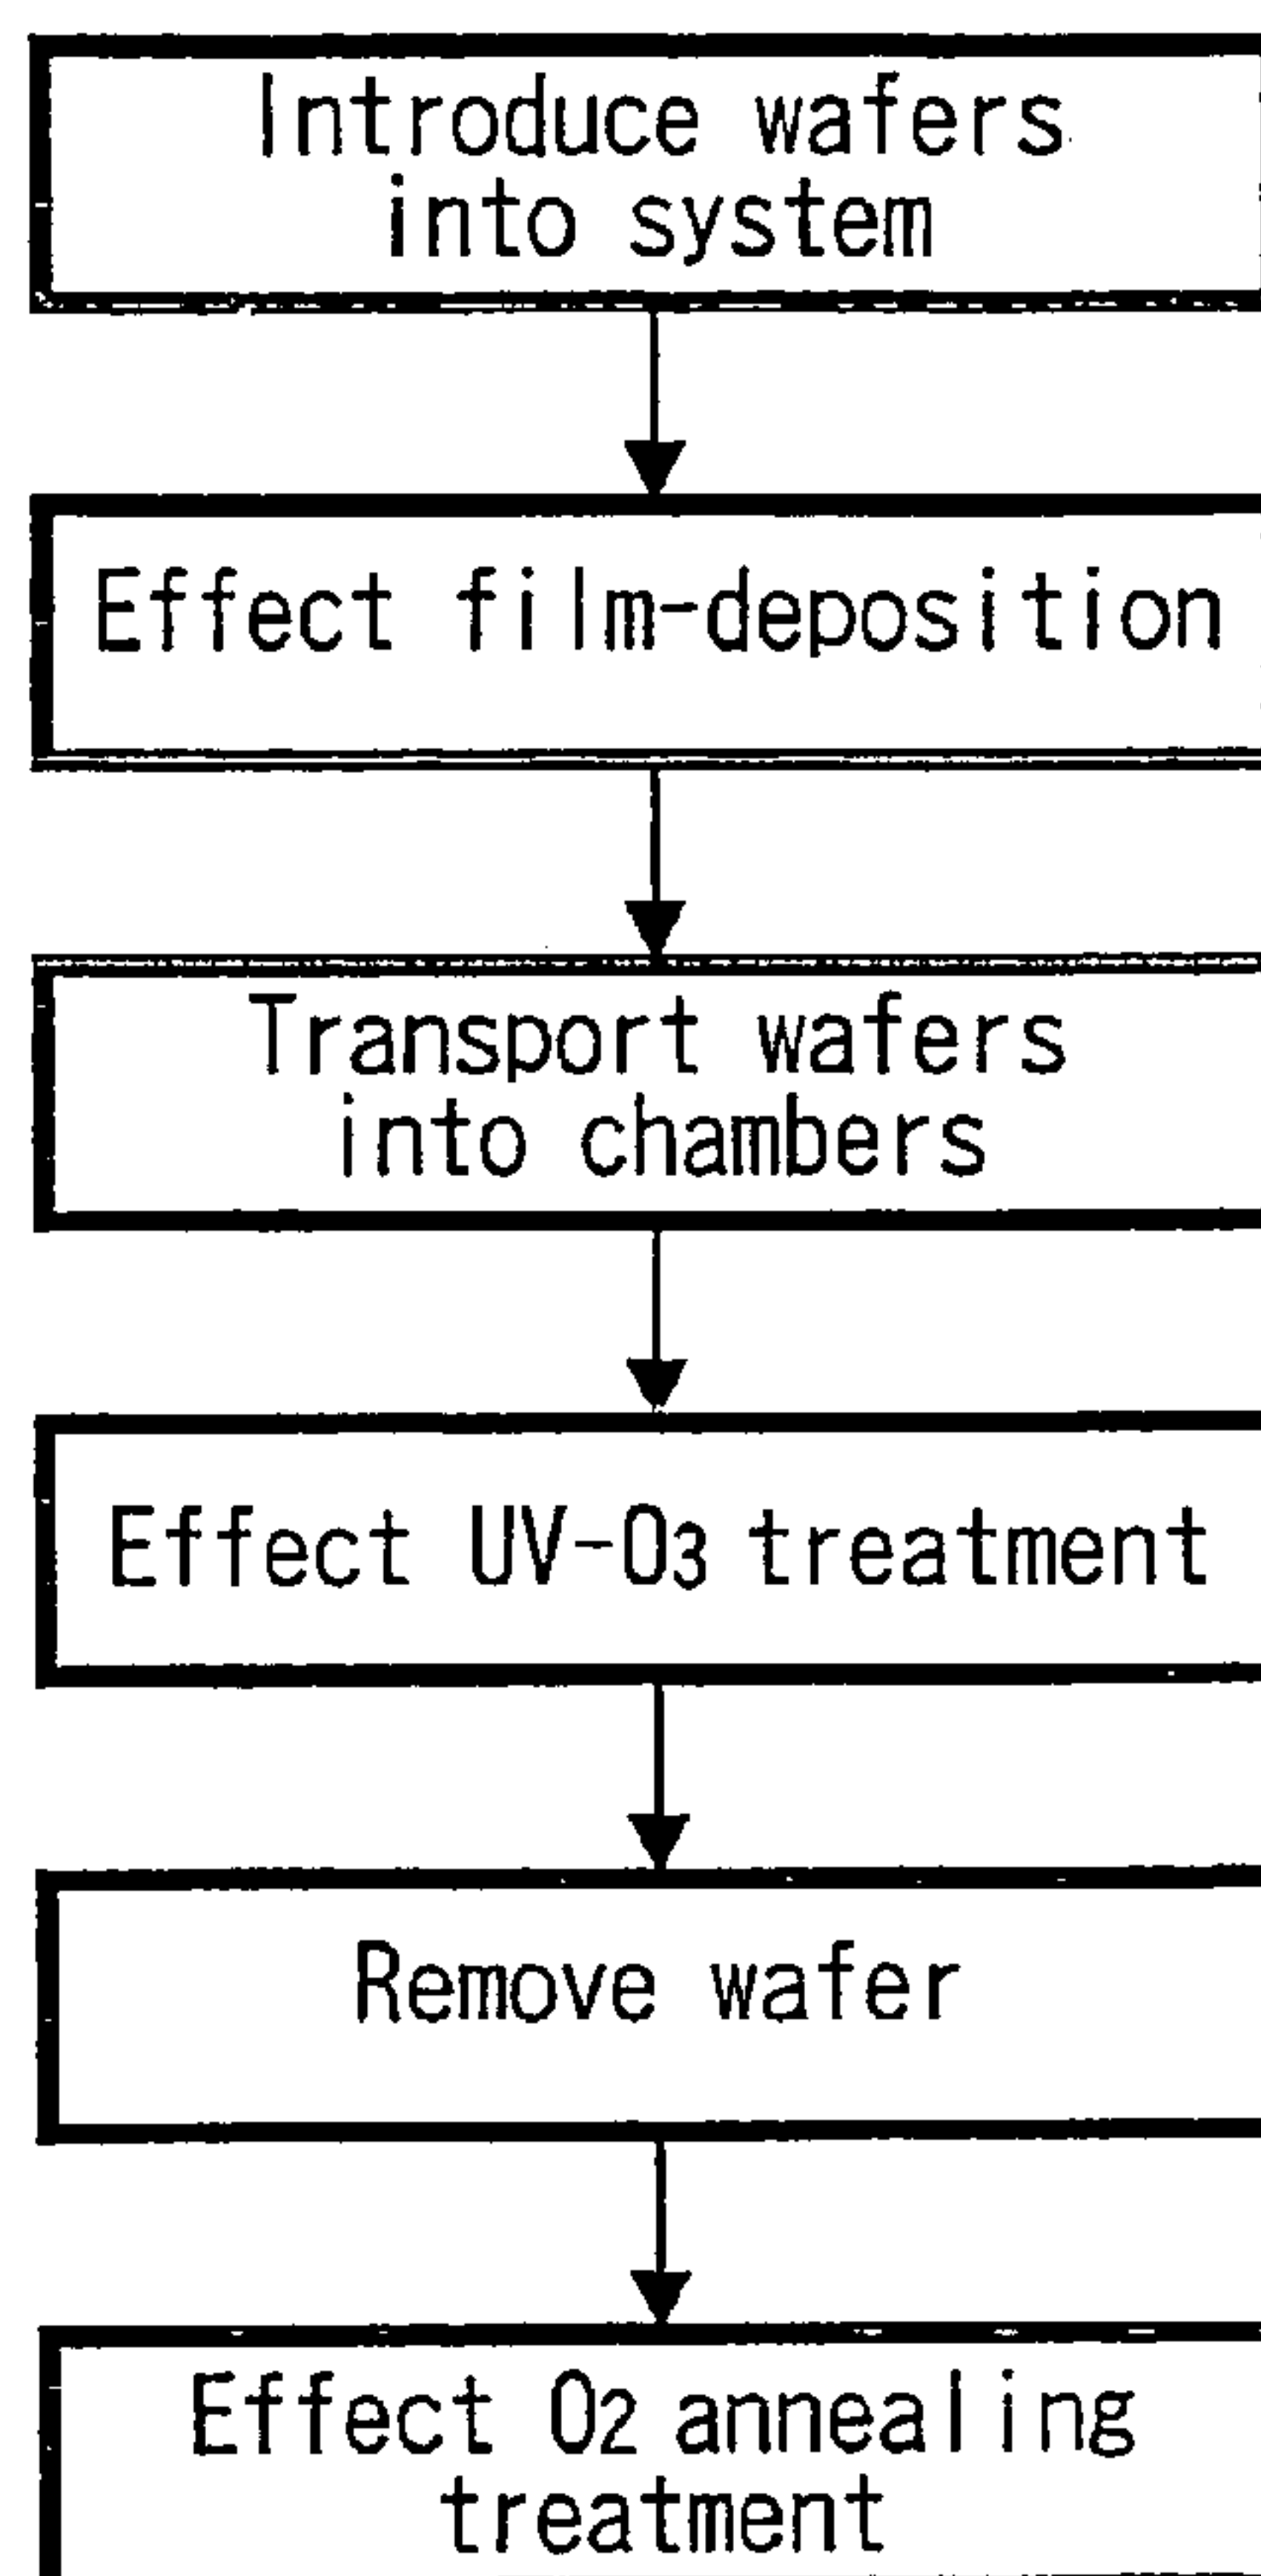 Introduce wafers
into system
Effect film-deposition
Transport wafers
into chambers
Effect UV-O3 treatment
Remove wafer
Effect O2 annealing
treatment